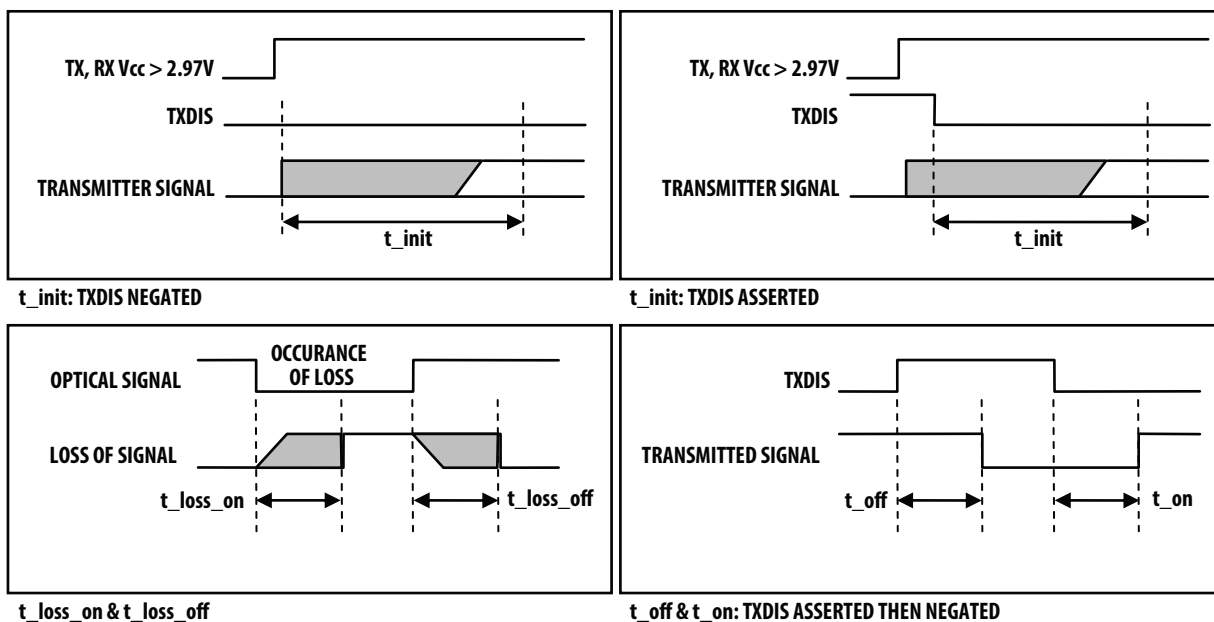 TX, RX Vcc > 2.97V
TXDIS
TRANSMITTER SIGNAL
t_init
t_init: TXDIS NEGATED
TX, RX Vcc > 2.97V
TXDIS
TRANSMITTER SIGNAL
t_init
t_init: TXDIS ASSERTED
OCCURANCE
OF LOSS
OPTICAL SIGNAL
LOSS OF SIGNAL
t_loss_on
t_loss_off
t_loss_on & t_loss_off
TXDIS
TRANSMITTED SIGNAL
t_off
t_on
t_off & t_on: TXDIS ASSERTED THEN NEGATED